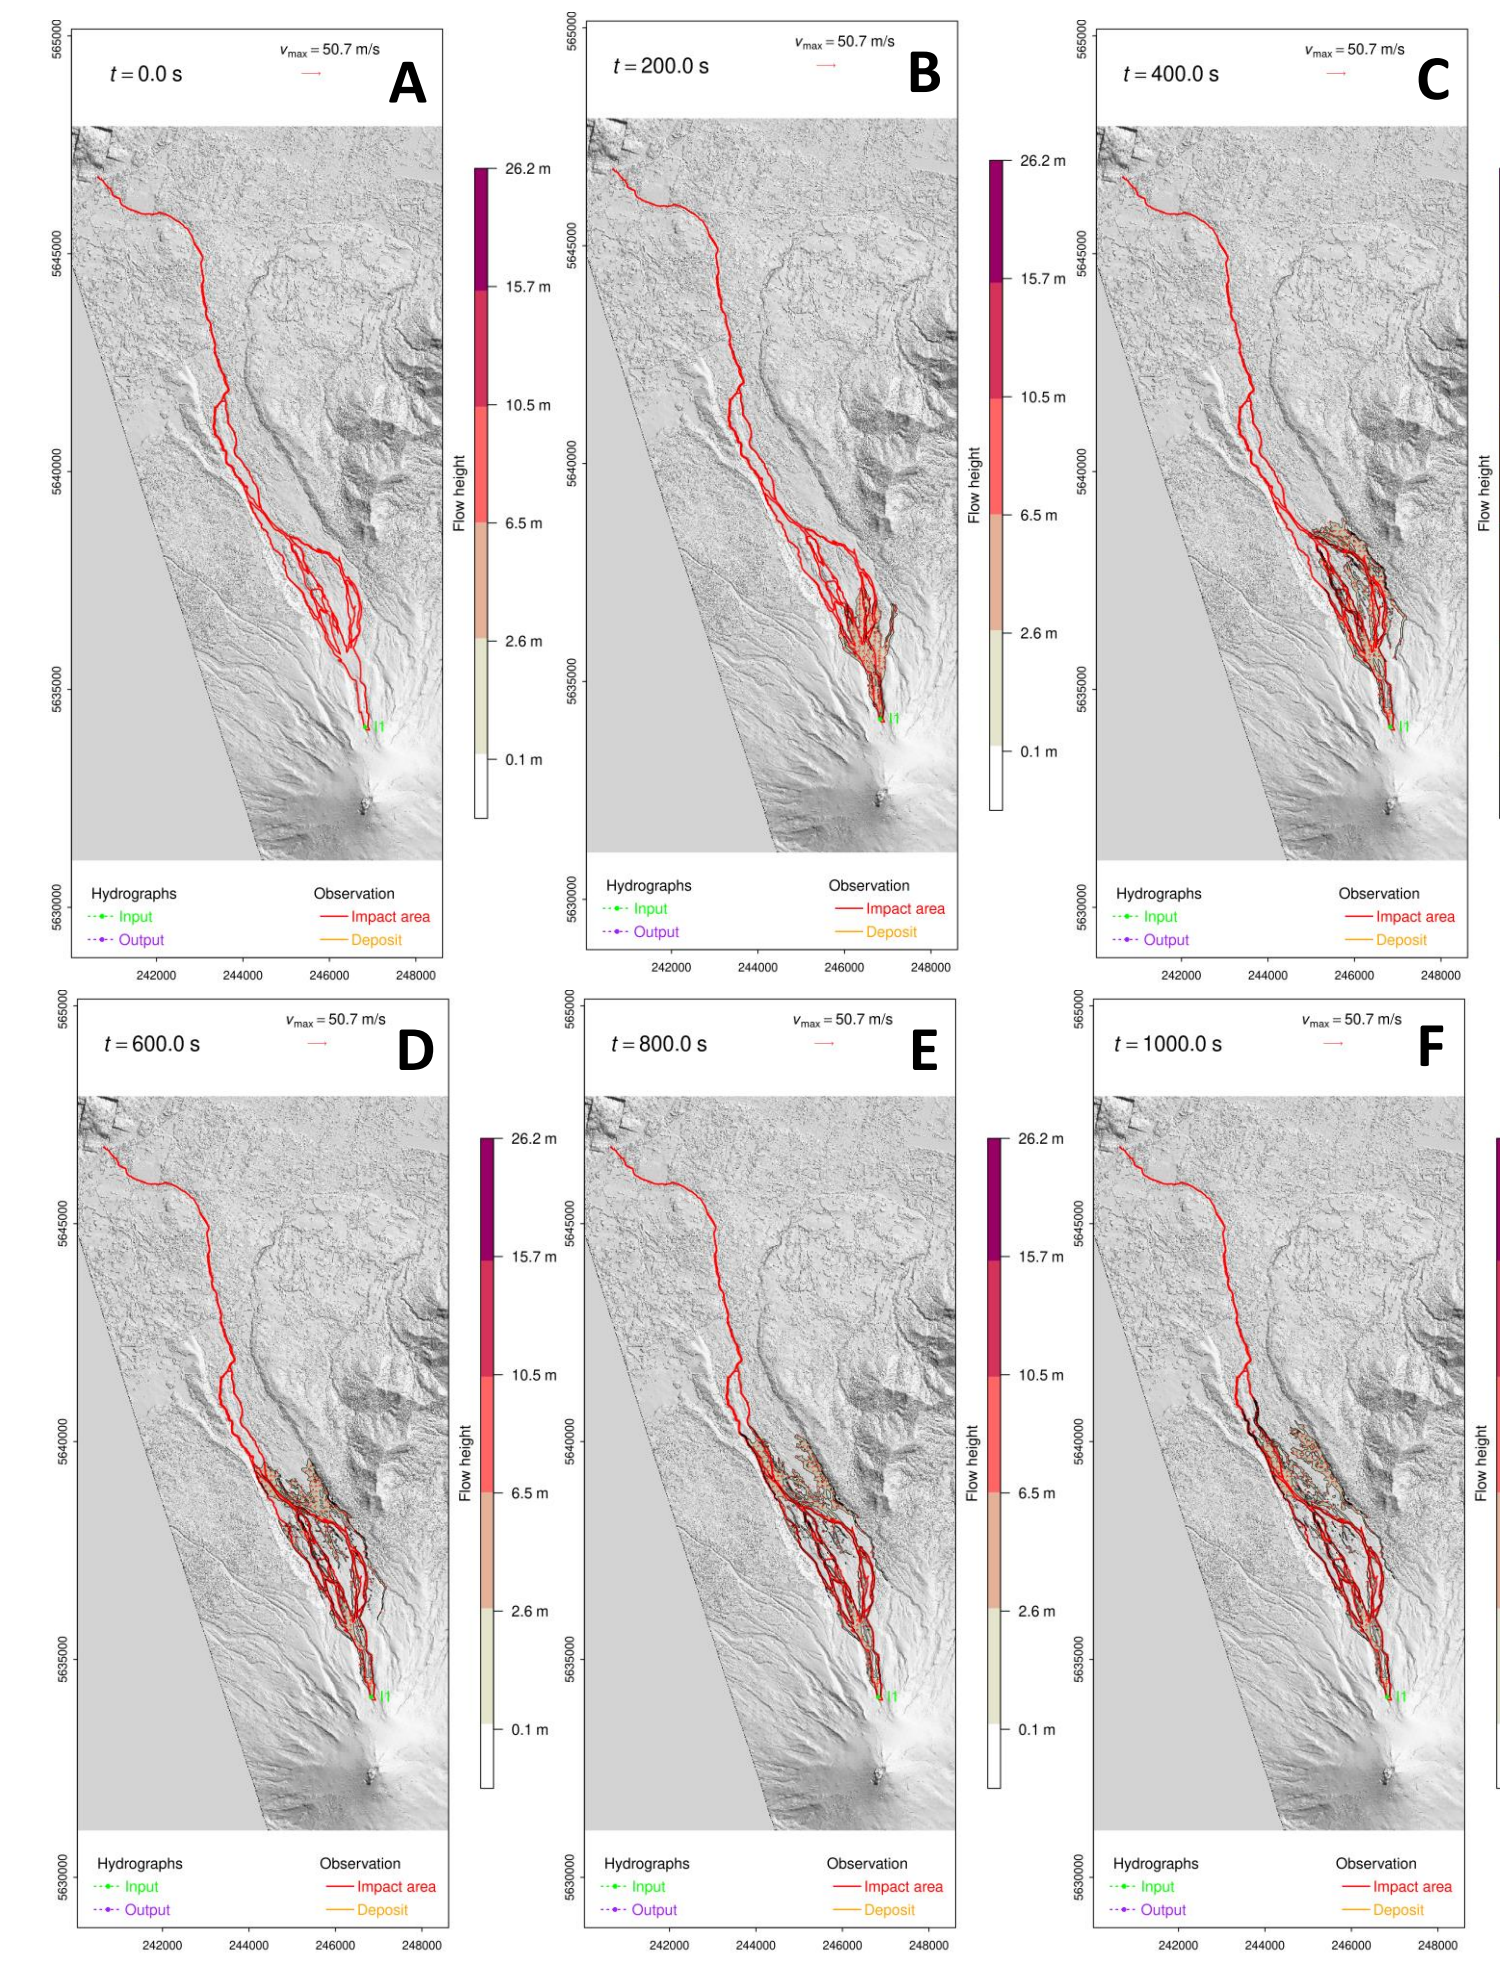 A
t = 0.0 s
vmax = 50.7 m/s
565000
5645000
5640000
5635000
5630000
I1
Flow height
26.2 m
15.7 m
10.5 m
6.5 m
2.6 m
0.1 m
Hydrographs
Input
Output
Observation
Impact area
Deposit
242000 244000 246000 248000
B
t = 200.0 s
vmax = 50.7 m/s
565000
5645000
5640000
5635000
5630000
I1
Flow height
26.2 m
15.7 m
10.5 m
6.5 m
2.6 m
0.1 m
Hydrographs
Input
Output
Observation
Impact area
Deposit
242000 244000 246000 248000
C
t = 400.0 s
vmax = 50.7 m/s
565000
5645000
5640000
5635000
5630000
I1
Flow height
Hydrographs
Input
Output
Observation
Impact area
Deposit
242000 244000 246000 248000
D
t = 600.0 s
vmax = 50.7 m/s
565000
5645000
5640000
5635000
5630000
I1
Flow height
26.2 m
15.7 m
10.5 m
6.5 m
2.6 m
0.1 m
Hydrographs
Input
Output
Observation
Impact area
Deposit
242000 244000 246000 248000
E
t = 800.0 s
vmax = 50.7 m/s
565000
5645000
5640000
5635000
5630000
I1
Flow height
26.2 m
15.7 m
10.5 m
6.5 m
2.6 m
0.1 m
Hydrographs
Input
Output
Observation
Impact area
Deposit
242000 244000 246000 248000
F
t = 1000.0 s
vmax = 50.7 m/s
565000
5645000
5640000
5635000
5630000
I1
Flow height
Hydrographs
Input
Output
Observation
Impact area
Deposit
242000 244000 246000 248000